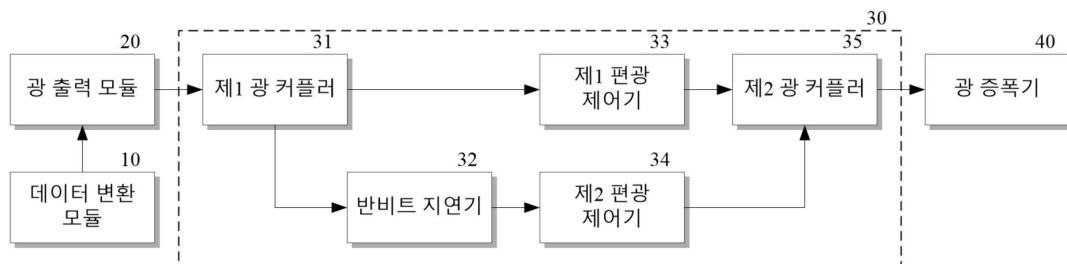 30
20
광 출력 모듈
31
제1 광 커플러
33
제1 편광
제어기
35
제2 광 커플러
40
광 증폭기
10
데이터 변환
모듈
32
반비트 지연기
34
제2 편광
제어기